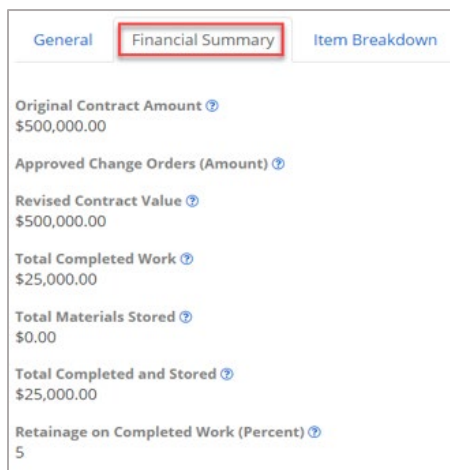 General Financial Summary Item Breakdown
Original Contract Amount ?
$500,000.00
Approved Change Orders (Amount) ?
Revised Contract Value ?
$500,000.00
Total Completed Work ?
$25,000.00
Total Materials Stored ?
$0.00
Total Completed and Stored ?
$25,000.00
Retainage on Completed Work (Percent) ?
5